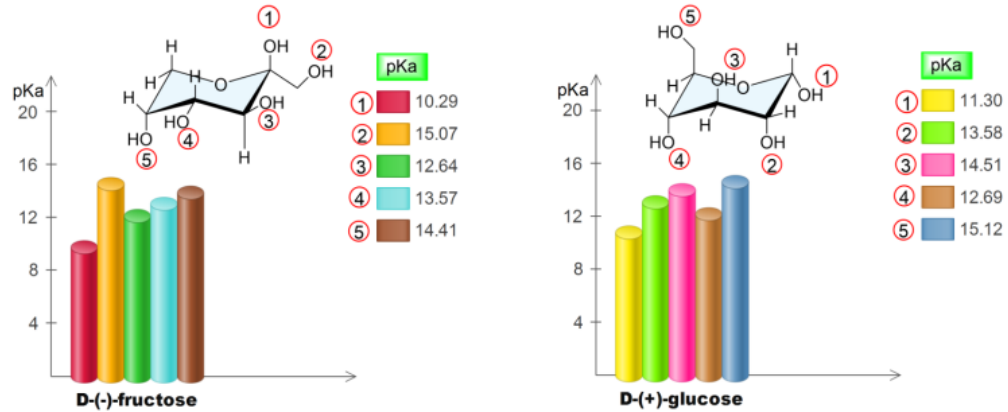 pKa
20
16
12
8
4
1
OH
2
OH
H
H
H
O
H
OH
3
HO
4
HO
5
H
pKa
1 10.29
2 15.07
3 12.64
4 13.57
5 14.41
D-(-)-fructose
pKa
20
16
12
8
4
5
HO
H
3
OH
O
1
OH
H
H
H
HO
4
OH
2
pKa
1 11.30
2 13.58
3 14.51
4 12.69
5 15.12
D-(+)-glucose